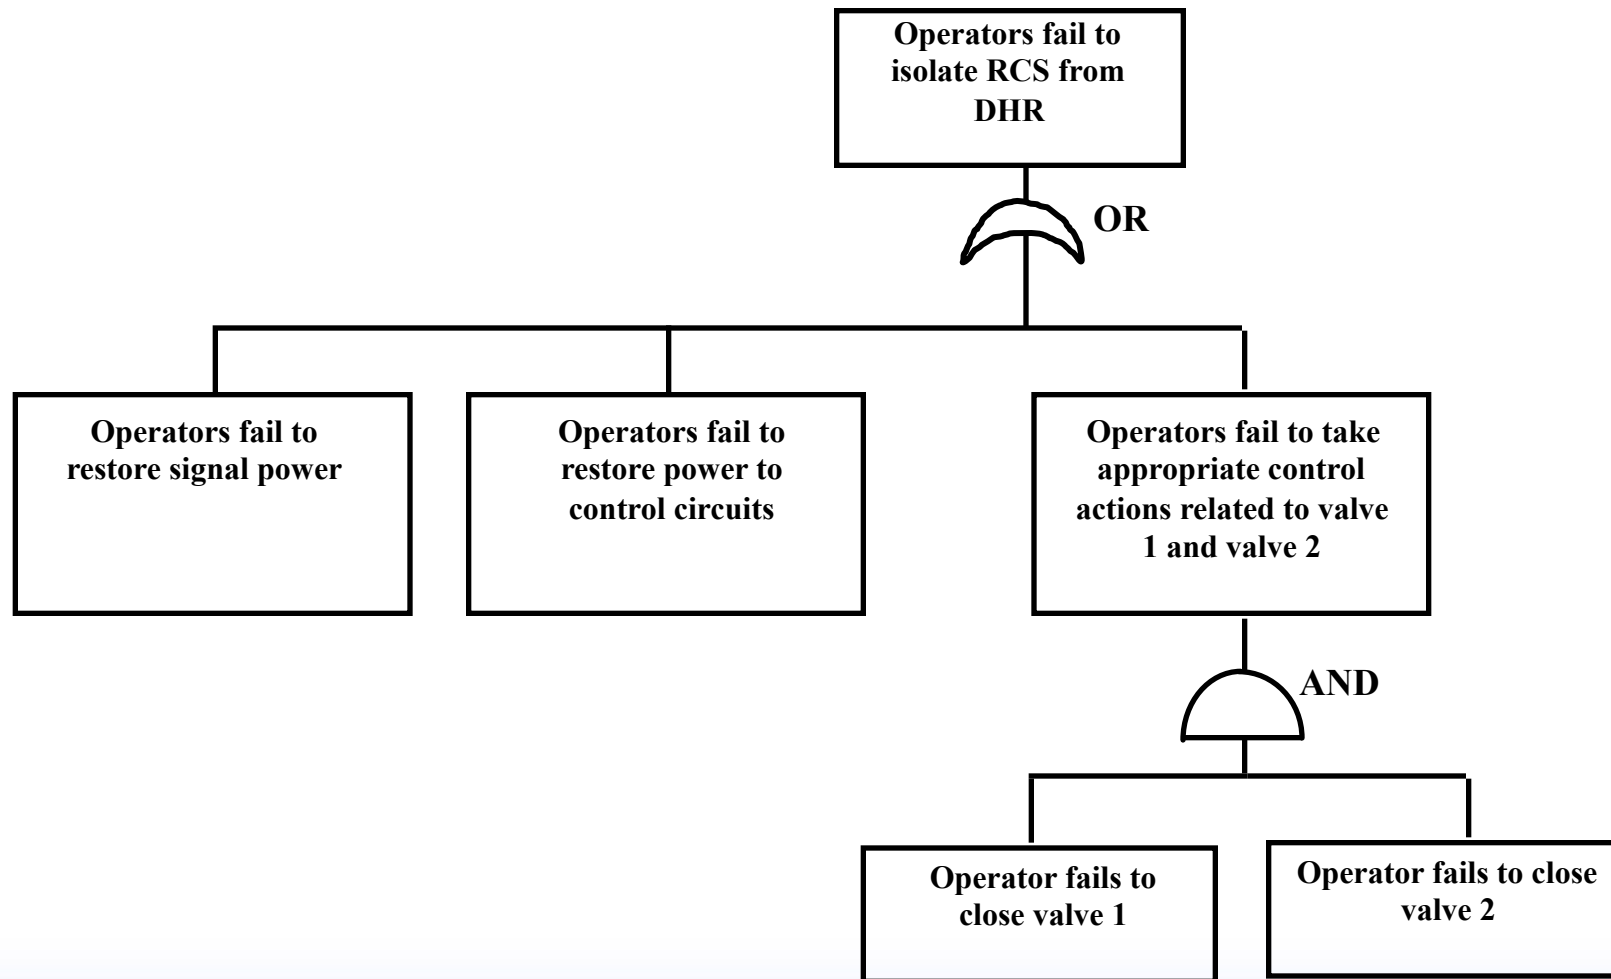 Operators fail to
isolate RCS from
DHR
OR
Operators fail to
restore signal power
Operators fail to
restore power to
control circuits
Operators fail to take
appropriate control
actions related to valve
1 and valve 2
AND
Operator fails to
close valve 1
Operator fails to close
valve 2